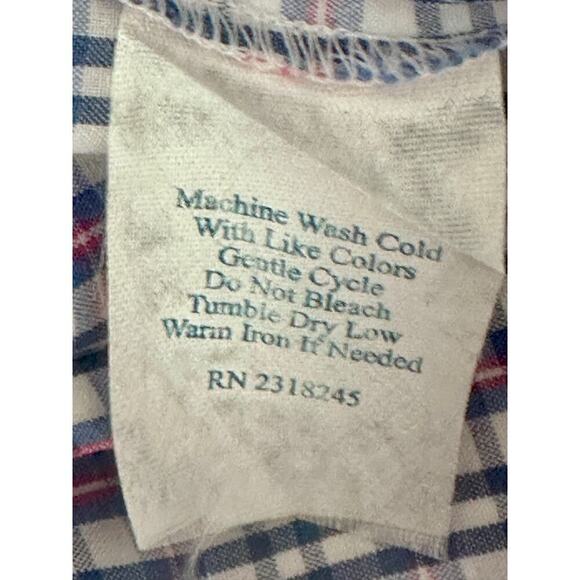 Machine Wash Cold
With Like Colors
Gentle Cycle
Do Not Bleach
Tumble Dry Low
Warm Iron If Needed
RN 2318245